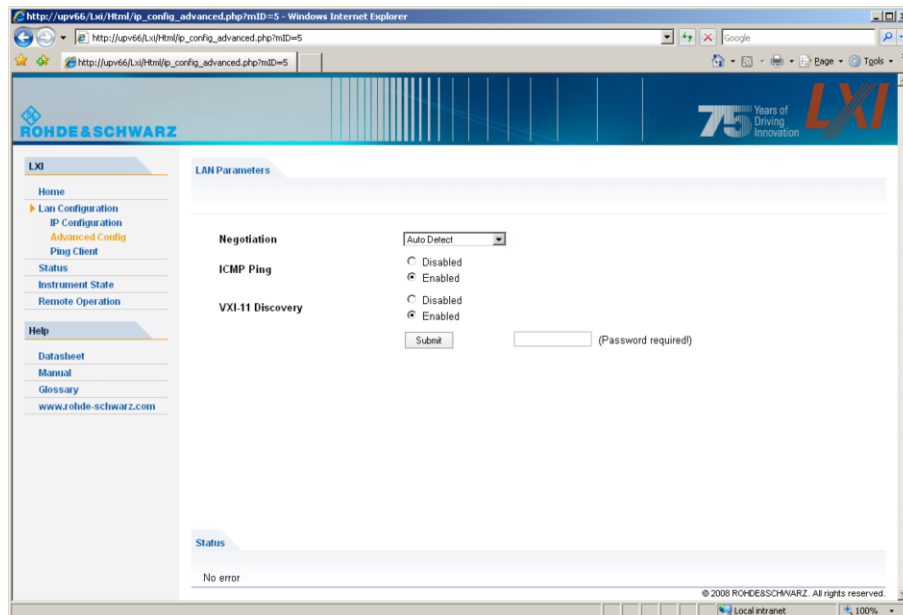 http://upv66/Lxi/Html/ip_config_advanced.php?mID=5 - Windows Internet Explorer
http://upv66/Lxi/Html/ip_config_advanced.php?mID=5
Google
http://upv66/Lxi/Html/ip_config_advanced.php?mID=5
Page
Tools
ROHDE&SCHWARZ
75 Years of Driving Innovation
LXI
LXI
Home
Lan Configuration
IP Configuration
Advanced Config
Ping Client
Status
Instrument State
Remote Operation
Help
Datasheet
Manual
Glossary
www.rohde-schwarz.com
LAN Parameters
Negotiation
Auto Detect
ICMP Ping
Disabled
Enabled
VXI-11 Discovery
Disabled
Enabled
Submit
(Password required!)
Status
No error
© 2008 ROHDE&SCHWARZ. All rights reserved.
Local intranet
100%